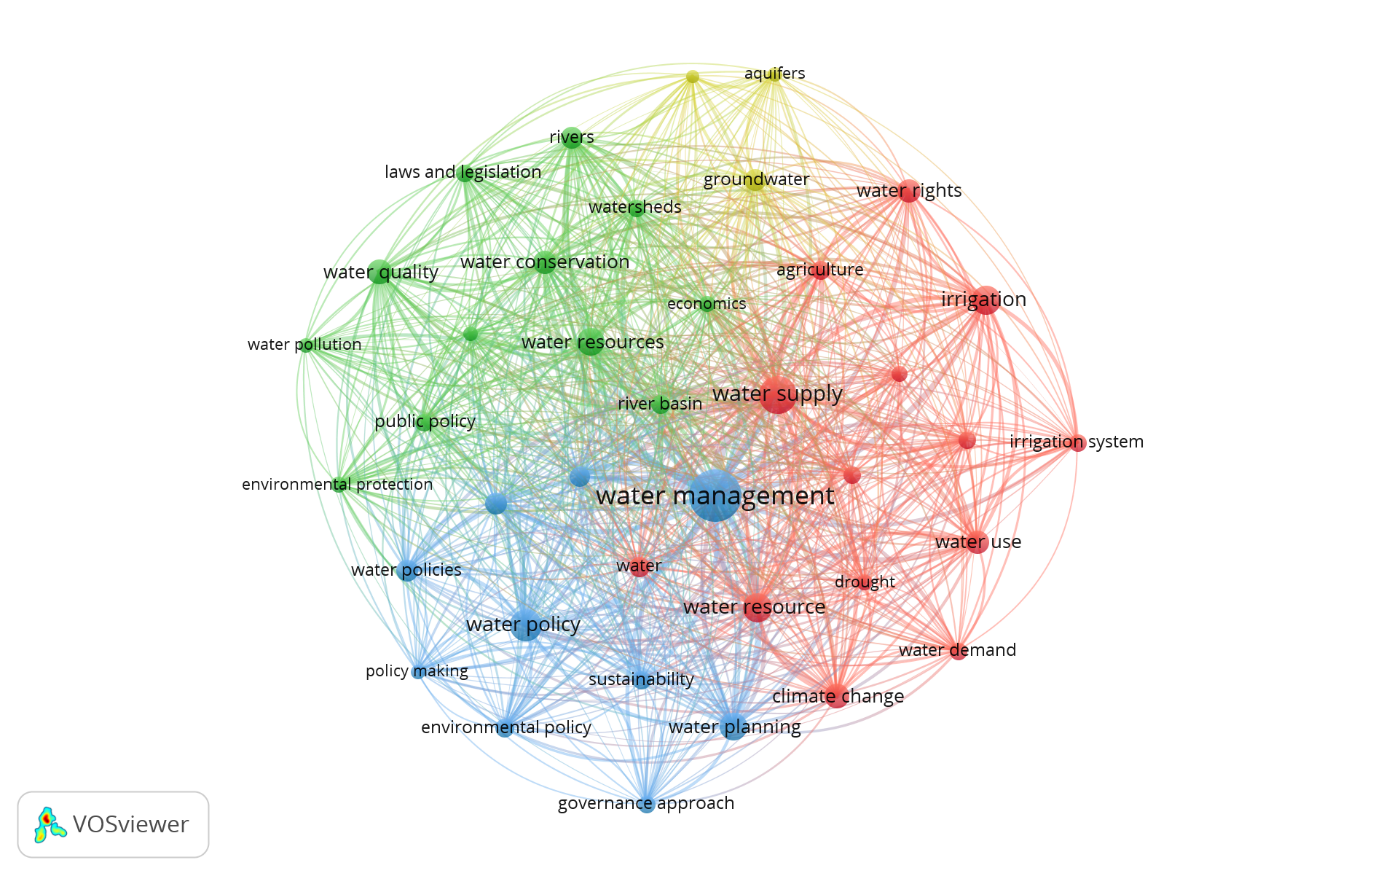 aquifers
rivers
laws and legislation
groundwater
water rights
watersheds
water conservation
water quality
agriculture
irrigation
economics
water pollution
water resources
water supply
river basin
public policy
irrigation system
environmental protection
water management
water use
water policies
water
drought
water resource
water policy
water demand
policy making
sustainability
climate change
environmental policy
water planning
governance approach
VOSviewer